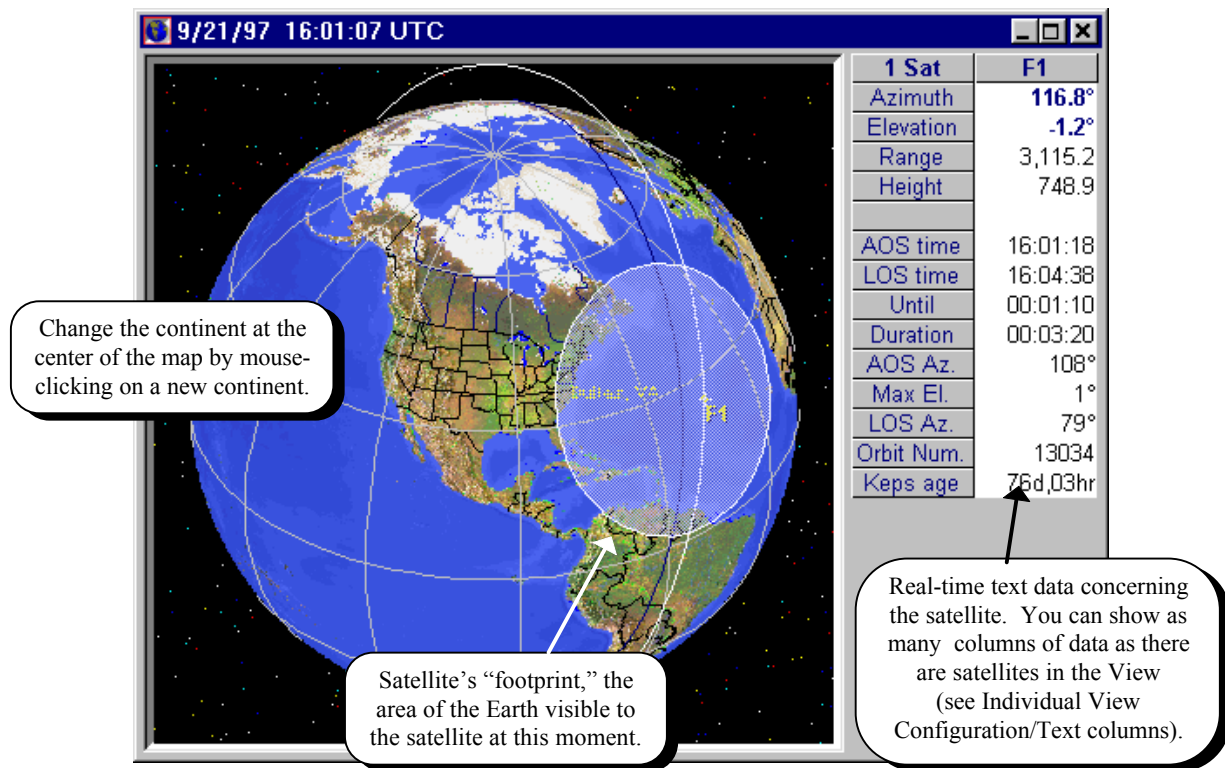 9/21/97 16:01:07 UTC
1 Sat F1
Azimuth 116.8°
Elevation -1.2°
Range 3,115.2
Height 748.9
AOS time 16:01:18
LOS time 16:04:38
Until 00:01:10
Duration 00:03:20
AOS Az. 108°
Max El. 1°
LOS Az. 79°
Orbit Num. 13034
Keps age 76d,03hr
F1
Change the continent at the
center of the map by mouse-
clicking on a new continent.
Satellite's “footprint,” the
area of the Earth visible to
the satellite at this moment.
Real-time text data concerning
the satellite. You can show as
many columns of data as there
are satellites in the View
(see Individual View
Configuration/Text columns).